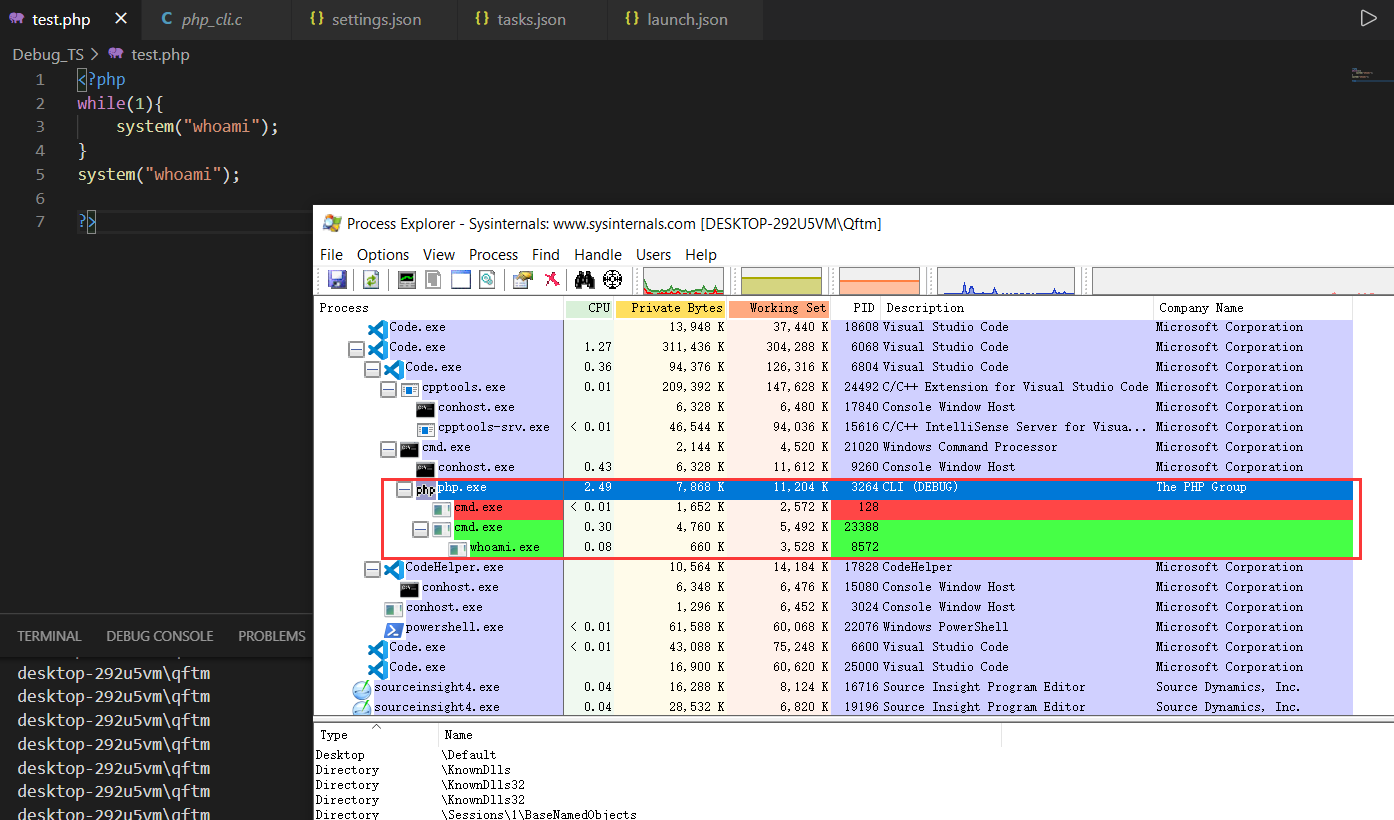 test.php
php_cli.c
settings.json
tasks.json
launch.json
Debug_TS > test.php
1 <?php
2 while(1){
3 system("whoami");
4 }
5 system("whoami");
6
7 ?>
Process Explorer - Sysinternals: www.sysinternals.com [DESKTOP-292U5VM\Qftm]
File Options View Process Find Handle Users Help
Process CPU Private Bytes Working Set PID Description Company Name
Code.exe 13,948 K 37,440 K 18608 Visual Studio Code Microsoft Corporation
Code.exe 1.27 311,436 K 304,288 K 6068 Visual Studio Code Microsoft Corporation
Code.exe 0.36 94,376 K 126,316 K 6804 Visual Studio Code Microsoft Corporation
cpptools.exe 0.01 209,392 K 147,628 K 24492 C/C++ Extension for Visual Studio Code Microsoft Corporation
conhost.exe 6,328 K 6,480 K 17840 Console Window Host Microsoft Corporation
cpptools-srv.exe < 0.01 46,544 K 94,036 K 15616 C/C++ IntelliSense Server for Visua... Microsoft Corporation
cmd.exe 2,144 K 4,520 K 21020 Windows Command Processor Microsoft Corporation
conhost.exe 0.43 6,328 K 11,612 K 9260 Console Window Host Microsoft Corporation
php php.exe 2.49 7,868 K 11,204 K 3264 CLI (DEBUG) The PHP Group
cmd.exe < 0.01 1,652 K 2,572 K 128
cmd.exe 0.30 4,760 K 5,492 K 23388
whoami.exe 0.08 660 K 3,528 K 8572
CodeHelper.exe 10,564 K 14,184 K 17828 CodeHelper Microsoft Corporation
conhost.exe 6,348 K 6,476 K 15080 Console Window Host Microsoft Corporation
conhost.exe 1,296 K 6,452 K 3024 Console Window Host Microsoft Corporation
powershell.exe < 0.01 61,588 K 60,068 K 22076 Windows PowerShell Microsoft Corporation
Code.exe < 0.01 43,088 K 75,248 K 6600 Visual Studio Code Microsoft Corporation
Code.exe 16,900 K 60,620 K 25000 Visual Studio Code Microsoft Corporation
sourceinsight4.exe 0.04 16,288 K 8,124 K 16716 Source Insight Program Editor Source Dynamics, Inc.
sourceinsight4.exe 0.04 28,532 K 6,820 K 19196 Source Insight Program Editor Source Dynamics, Inc.
Type Name
Desktop \Default
Directory \KnownDlls
Directory \KnownDlls32
Directory \KnownDlls32
Directory \Sessions\1\BaseNamedObjects
TERMINAL DEBUG CONSOLE PROBLEMS
desktop-292u5vm\qftm
desktop-292u5vm\qftm
desktop-292u5vm\qftm
desktop-292u5vm\qftm
desktop-292u5vm\qftm
desktop-292u5vm\qftm
desktop-292u5vm\qftm